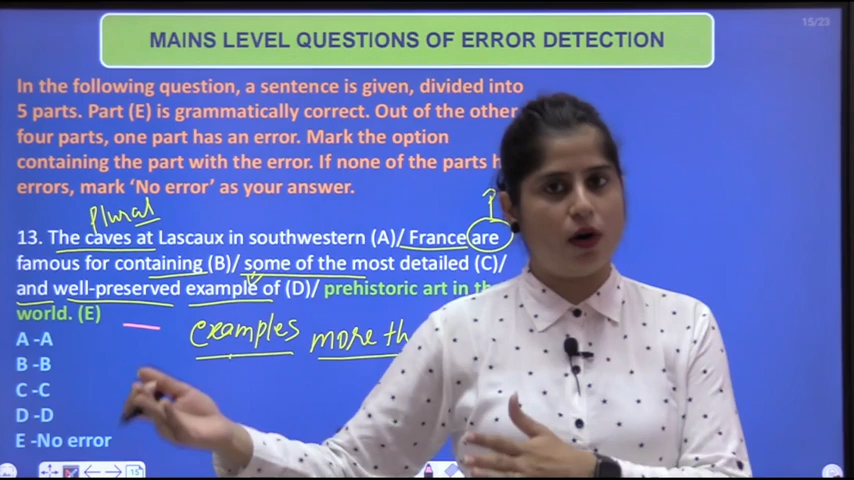 15/23
MAINS LEVEL QUESTIONS OF ERROR DETECTION
In the following question, a sentence is given, divided into
5 parts. Part (E) is grammatically correct. Out of the other
four parts, one part has an error. Mark the option
containing the part with the error. If none of the parts h
errors, mark ‘No error’ as your answer.
plural
13. The caves at Lascaux in southwestern (A)/ France are
famous for containing (B)/ some of the most detailed (C)/
and well-preserved example of (D)/ prehistoric art in th
world. (E)
examples more th
A -A
B -B
C -C
D -D
E -No error
15